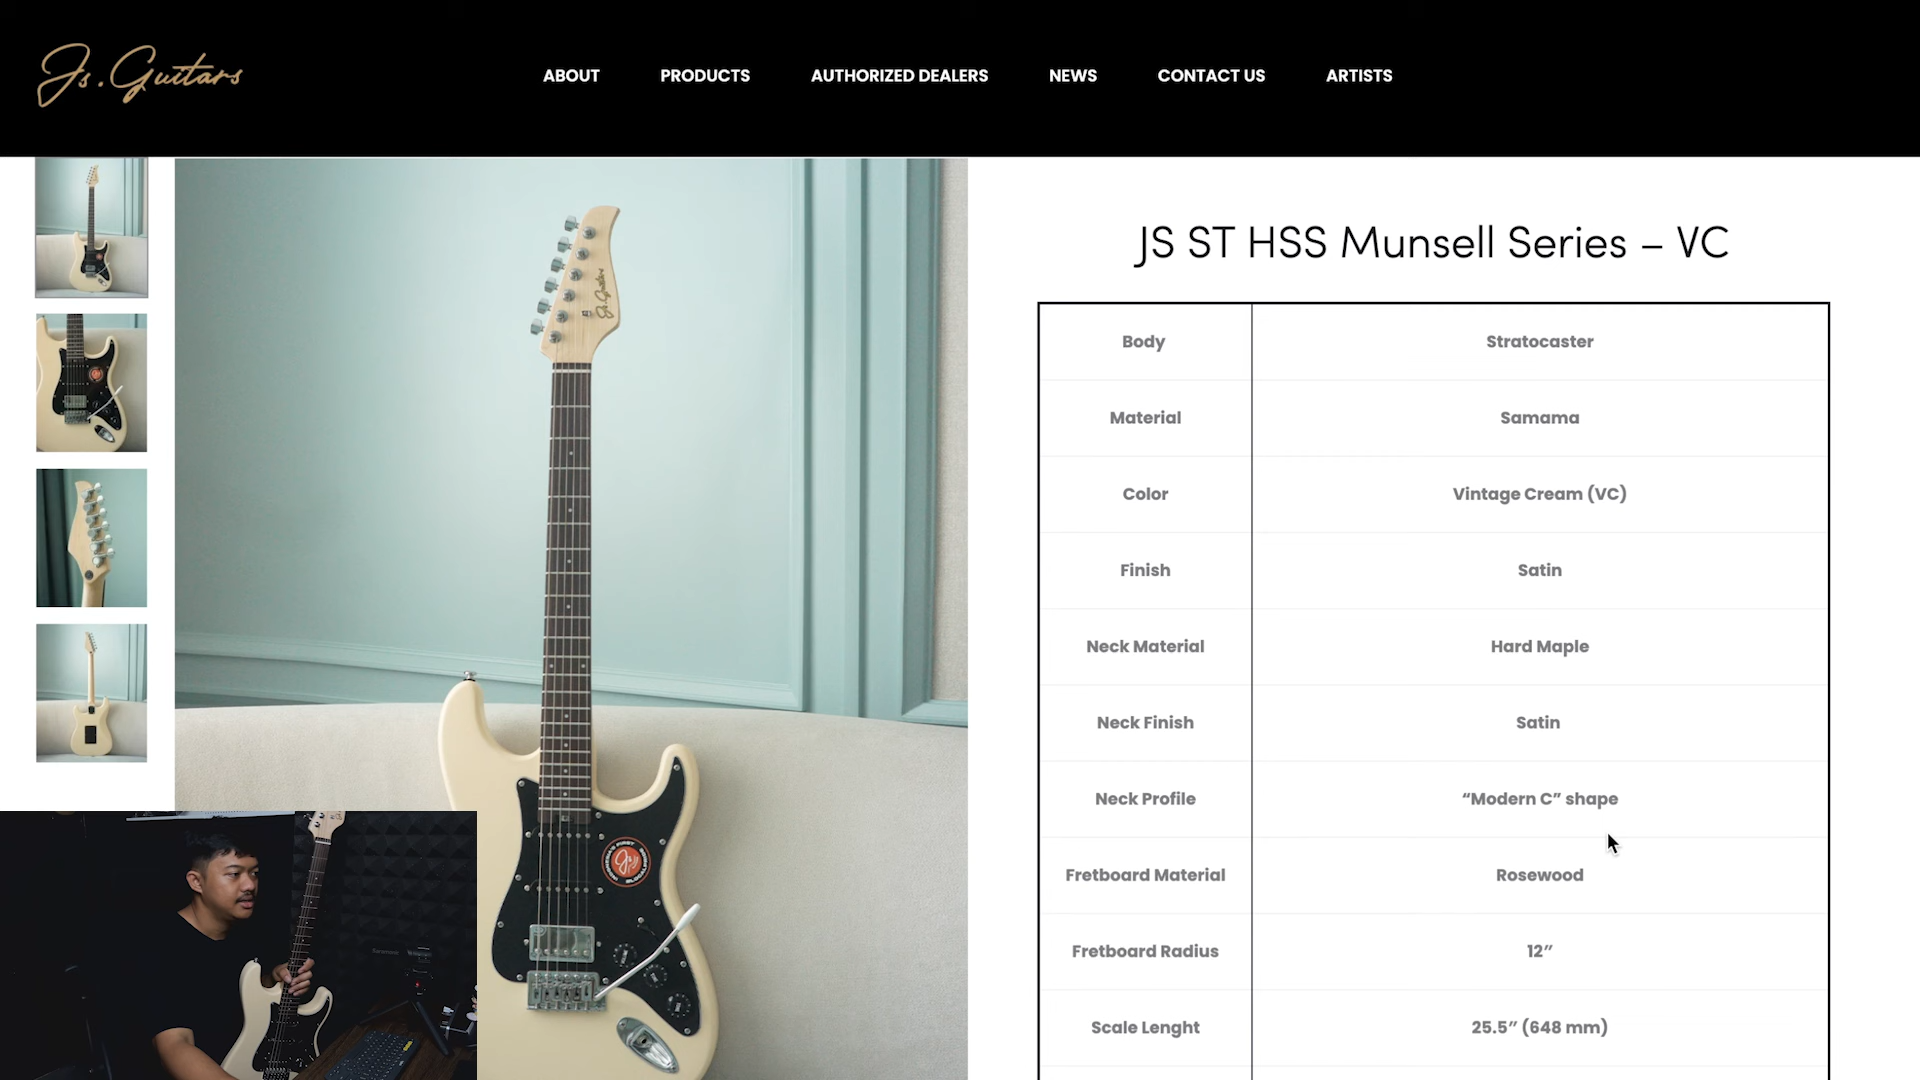 Js.Guitars
ABOUT
PRODUCTS
AUTHORIZED DEALERS
NEWS
CONTACT US
ARTISTS
JS ST HSS Munsell Series – VC
Body
Stratocaster
Material
Samama
Color
Vintage Cream (VC)
Finish
Satin
Neck Material
Hard Maple
Neck Finish
Satin
Neck Profile
“Modern C” shape
Fretboard Material
Rosewood
Fretboard Radius
12”
Scale Lenght
25.5” (648 mm)
Js.Guitars